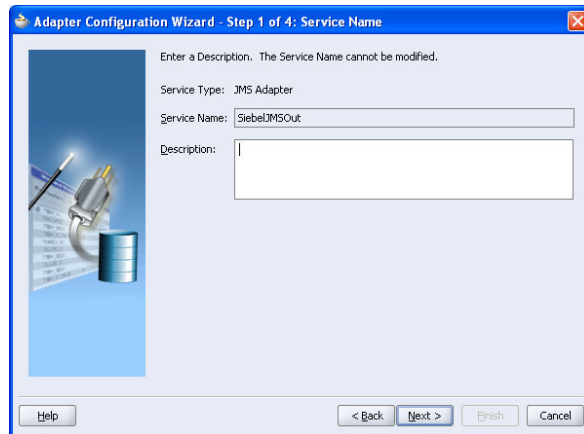 Adapter Configuration Wizard - Step 1 of 4: Service Name
Enter a Description. The Service Name cannot be modified.
Service Type: JMS Adapter
Service Name: SiebelJMSOut
Description:
Help < Back Next > Finish Cancel